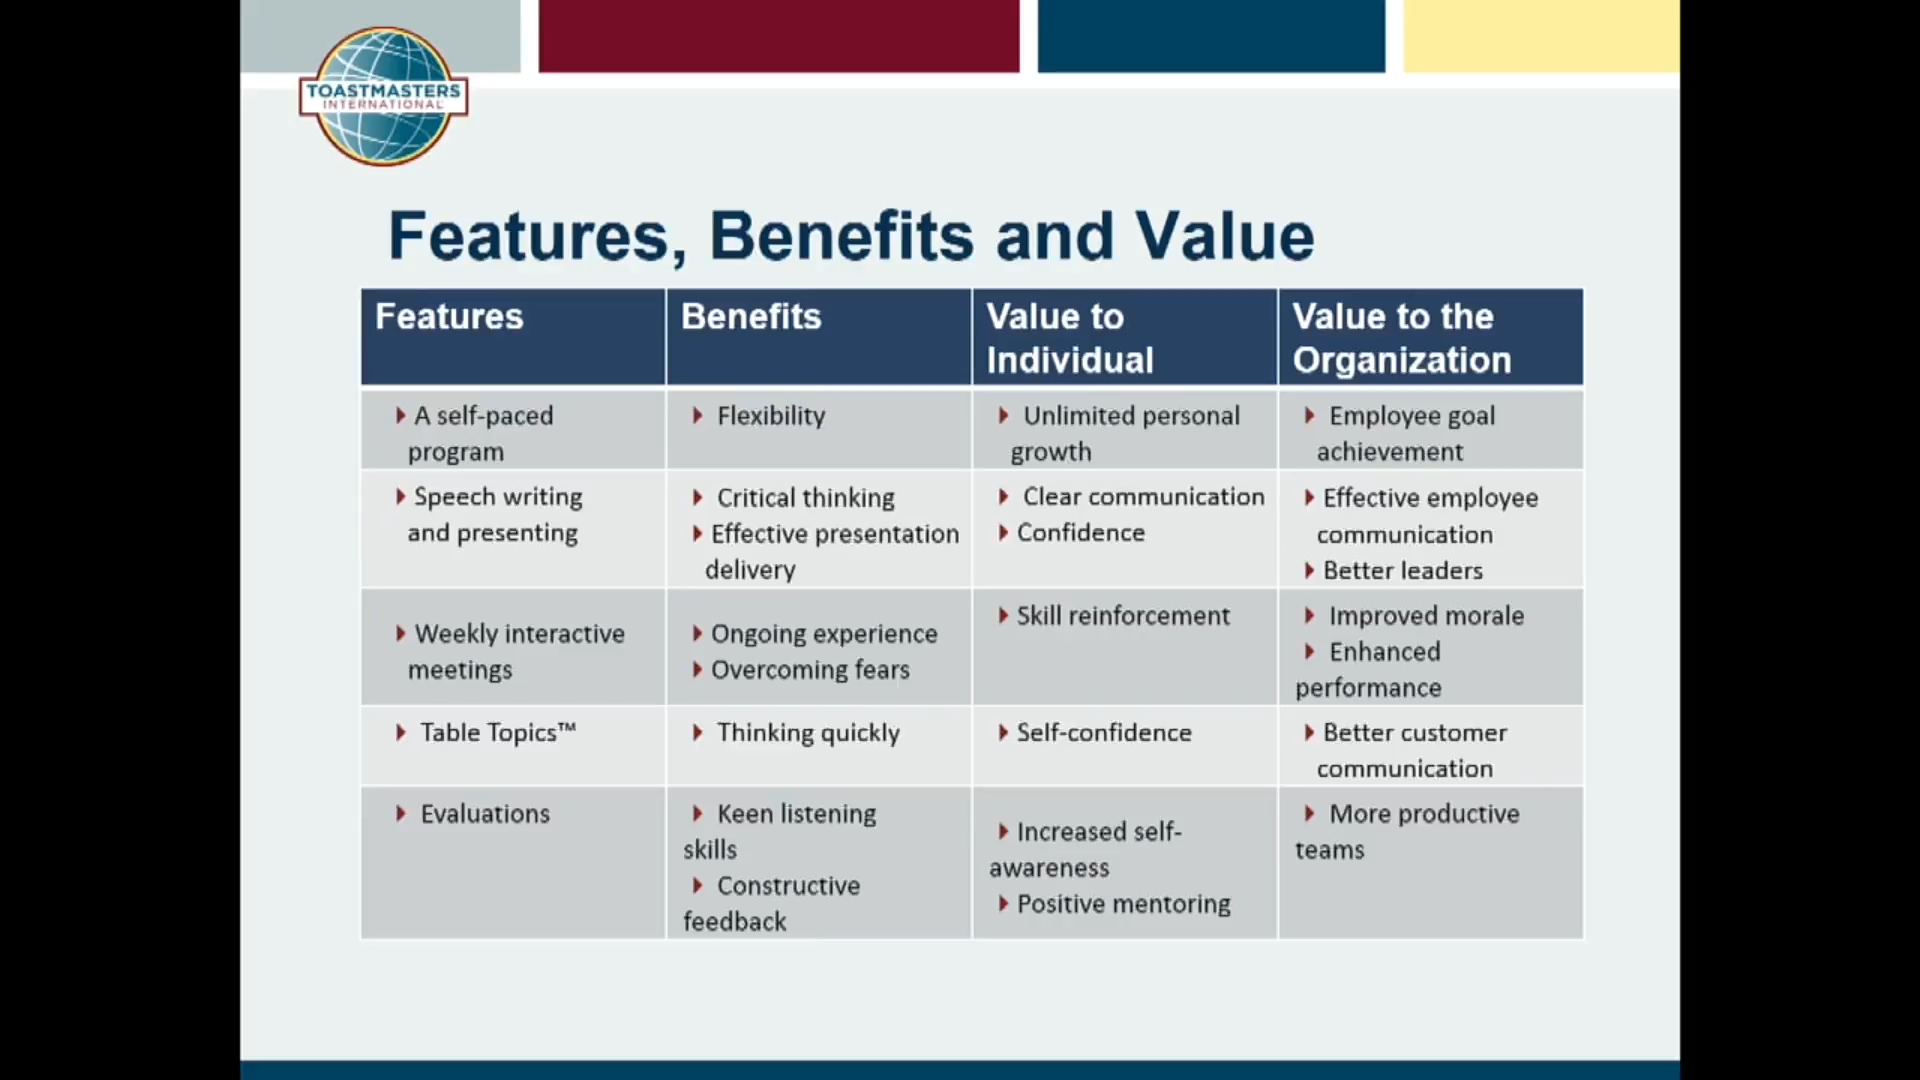 TOASTMASTERS
INTERNATIONAL
Features, Benefits and Value
Features
Benefits
Value to
Individual
Value to the
Organization
A self-paced
program
Flexibility
Unlimited personal
growth
Employee goal
achievement
Speech writing
and presenting
Critical thinking
Effective presentation
delivery
Clear communication
Confidence
Effective employee
communication
Better leaders
Weekly interactive
meetings
Ongoing experience
Overcoming fears
Skill reinforcement
Improved morale
Enhanced
performance
Table Topics™
Thinking quickly
Self-confidence
Better customer
communication
Evaluations
Keen listening
skills
Constructive
feedback
Increased self-
awareness
Positive mentoring
More productive
teams